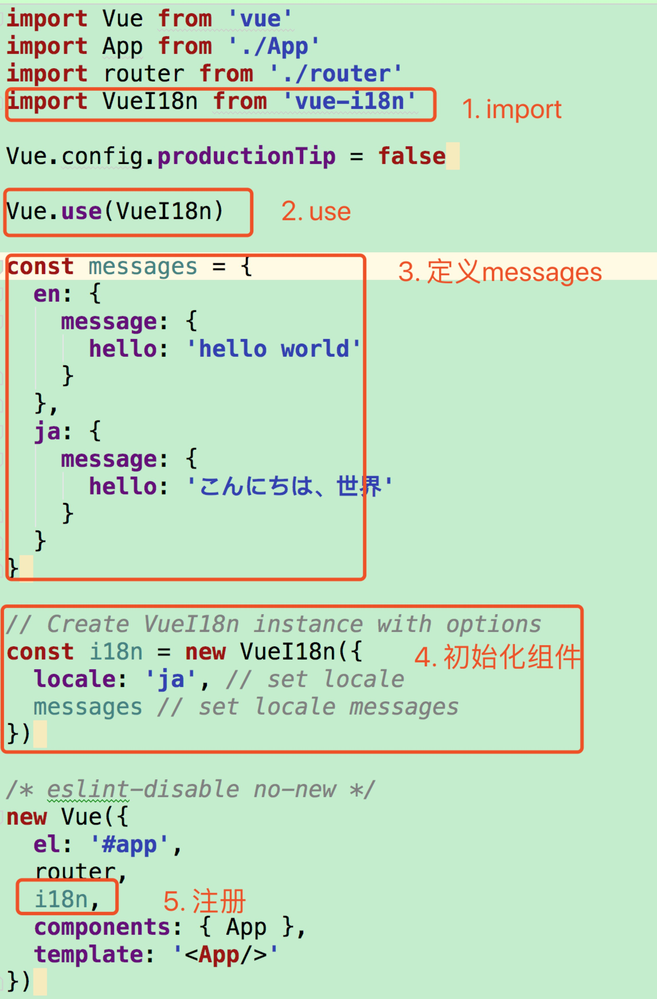 import Vue from 'vue'
import App from './App'
import router from './router'
import VueI18n from 'vue-i18n'
1. import
Vue.config.productionTip = false
Vue.use(VueI18n)
2. use
const messages = {
3. 定义messages
  en: {
    message: {
      hello: 'hello world'
    }
  },
  ja: {
    message: {
      hello: 'こんにちは、世界'
    }
  }
}
// Create VueI18n instance with options
const i18n = new VueI18n({
4. 初始化组件
  locale: 'ja', // set locale
  messages // set locale messages
})
/* eslint-disable no-new */
new Vue({
  el: '#app',
  router,
  i18n,
5. 注册
  components: { App },
  template: '<App/>'
})